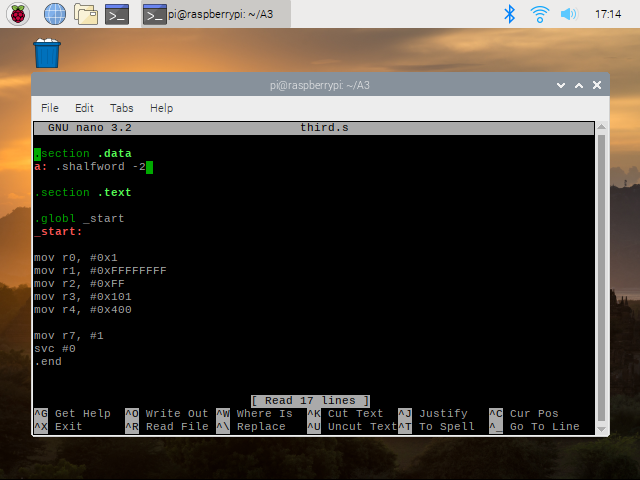 pi@raspberrypi: ~/A3
17:14
pi@raspberrypi: ~/A3
File Edit Tabs Help
GNU nano 3.2 third.s
.section .data
a: .shalfword -2
.section .text
.globl _start
_start:
mov r0, #0x1
mov r1, #0xFFFFFFFF
mov r2, #0xFF
mov r3, #0x101
mov r4, #0x400
mov r7, #1
svc #0
.end
[ Read 17 lines ]
^G Get Help ^O Write Out ^W Where Is ^K Cut Text ^J Justify ^C Cur Pos
^X Exit ^R Read File ^\ Replace ^U Uncut Text ^T To Spell ^_ Go To Line